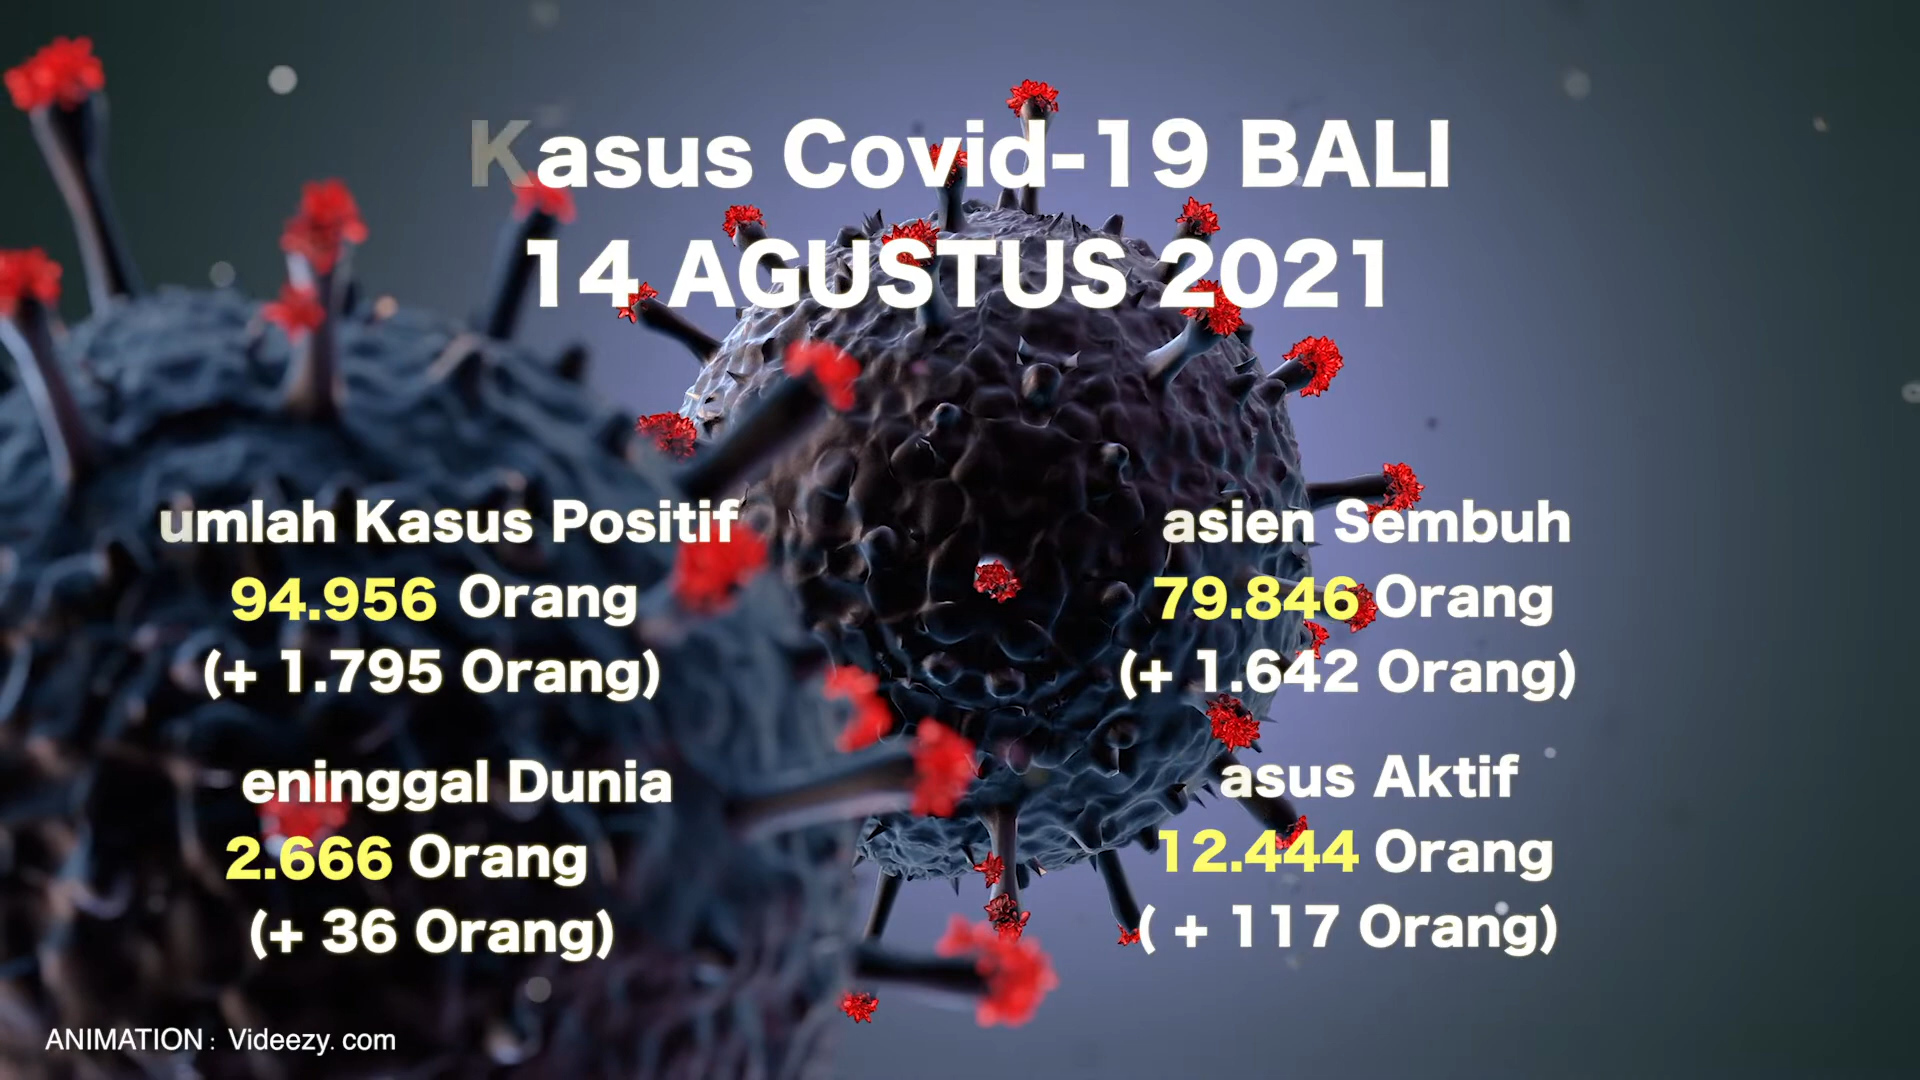 Kasus Covid-19 BALI
14 AGUSTUS 2021
umlah Kasus Positif
94.956 Orang
(+ 1.795 Orang)
asien Sembuh
79.846 Orang
(+ 1.642 Orang)
eninggal Dunia
2.666 Orang
(+ 36 Orang)
asus Aktif
12.444 Orang
( + 117 Orang)
ANIMATION : Videezy. com